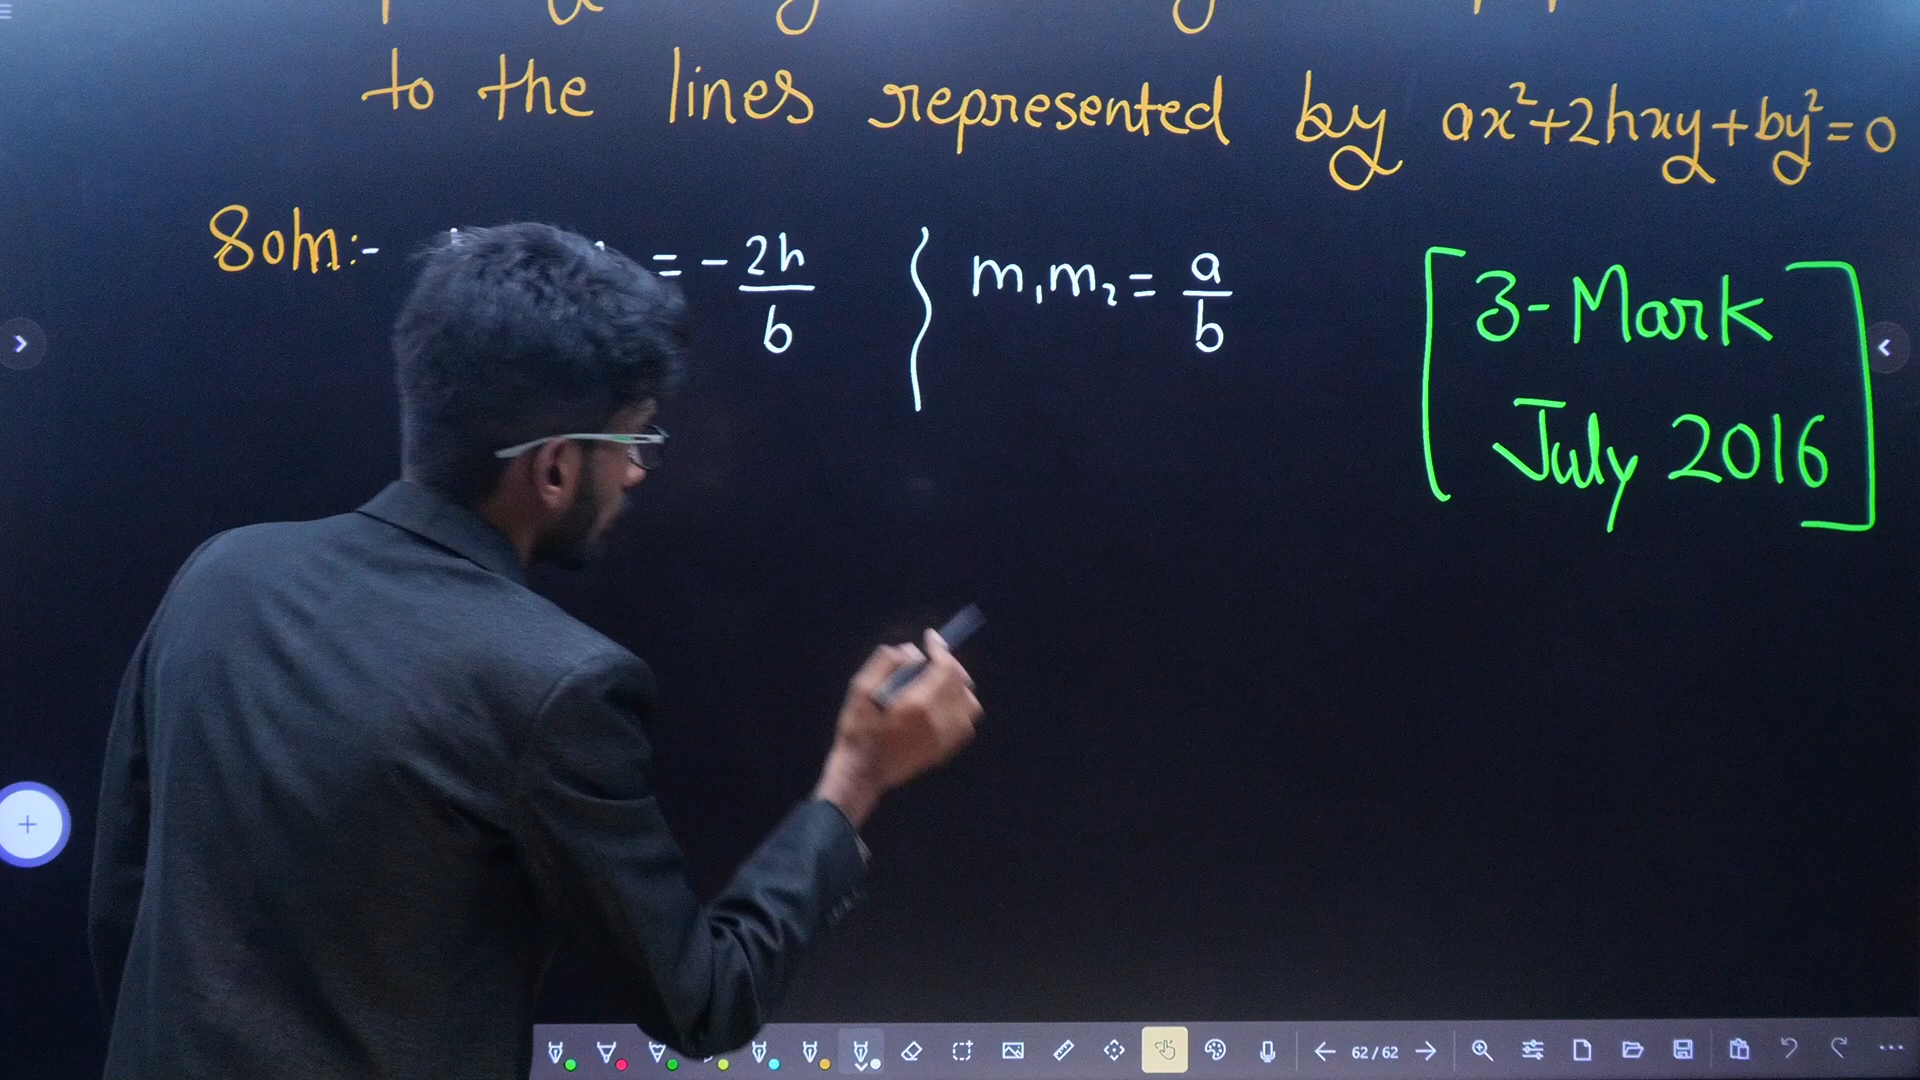 to the lines represented by ax²+2hxy+by²=0
Soln:- = -2h/b { m₁m₂ = a/b
[3-Mark
July 2016]
62/62